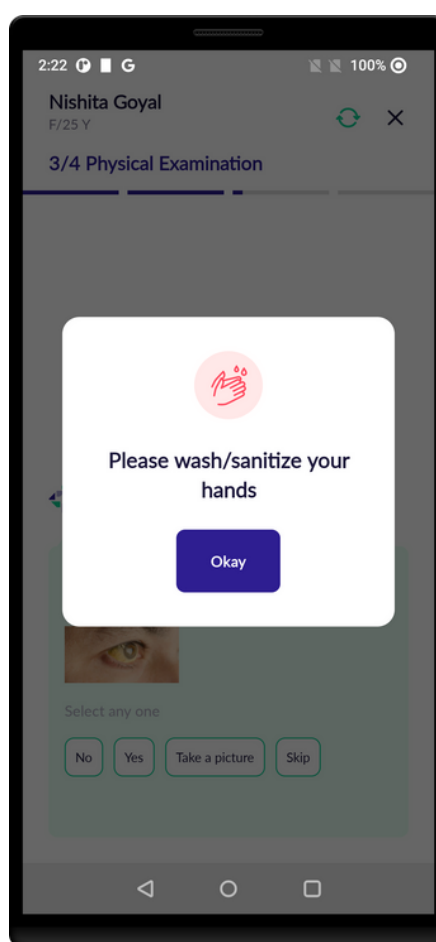 2:22 G 100%
Nishita Goyal
F/25 Y
3/4 Physical Examination
Please wash/sanitize your
hands
Okay
Select any one
No Yes Take a picture Skip